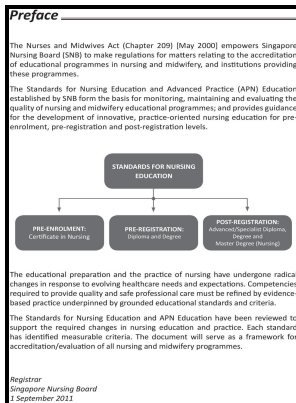 Preface
The Nurses and Midwives Act (Chapter 209) [May 2000] empowers Singapore
Nursing Board (SNB) to make regulations for matters relating to the accreditation
of educational programmes in nursing and midwifery, and institutions providing
these programmes.
The Standards for Nursing Education and Advanced Practice (APN) Education
established by SNB form the basis for monitoring, maintaining and evaluating the
quality of nursing and midwifery educational programmes; and provides guidance
for the development of innovative, practice-oriented nursing education for pre-
enrolment, pre-registration and post-registration levels.
STANDARDS FOR NURSING
EDUCATION
PRE-ENROLMENT:
Certificate in Nursing
PRE-REGISTRATION:
Diploma and Degree
POST-REGISTRATION:
Advanced/Specialist Diploma,
Degree and
Master Degree (Nursing)
The educational preparation and the practice of nursing have undergone radical
changes in response to evolving healthcare needs and expectations. Competencies
required to provide quality and safe professional care must be refined by evidence-
based practice underpinned by grounded educational standards and criteria.
The Standards for Nursing Education and APN Education have been reviewed to
support the required changes in nursing education and practice. Each standard
has identified measurable criteria. The document will serve as a framework for
accreditation/evaluation of all nursing and midwifery programmes.
Registrar
Singapore Nursing Board
1 September 2011